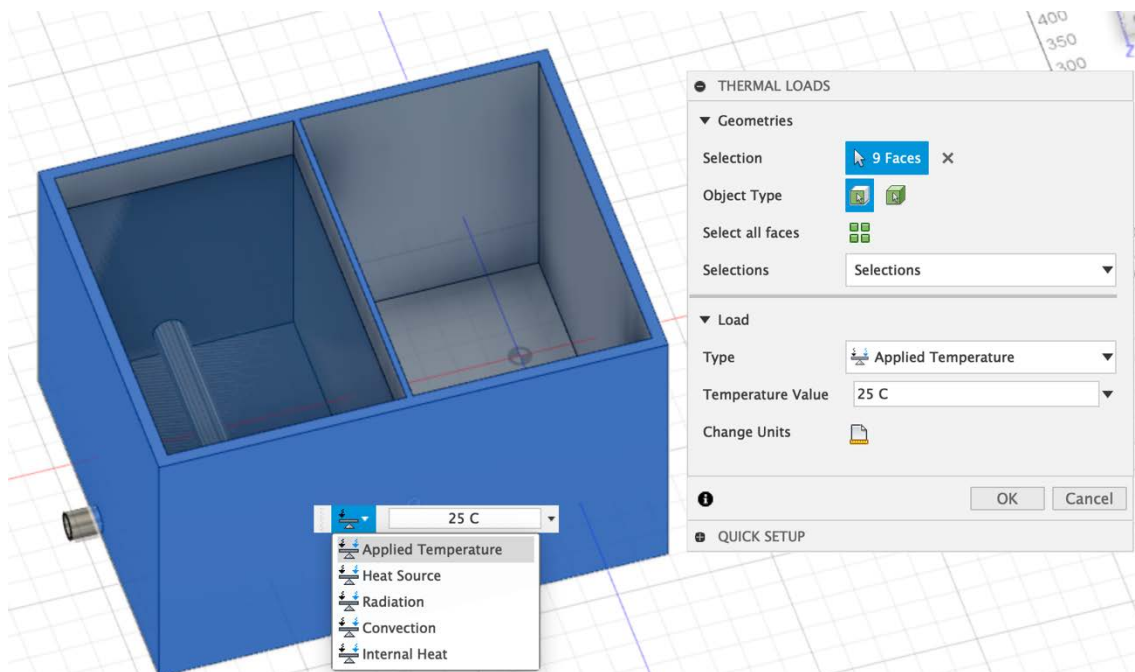 400
350
300
THERMAL LOADS
Geometries
Selection 9 Faces
Object Type
Select all faces
Selections Selections
Load
Type Applied Temperature
Temperature Value 25 C
Change Units
OK Cancel
QUICK SETUP
25 C
Applied Temperature
Heat Source
Radiation
Convection
Internal Heat